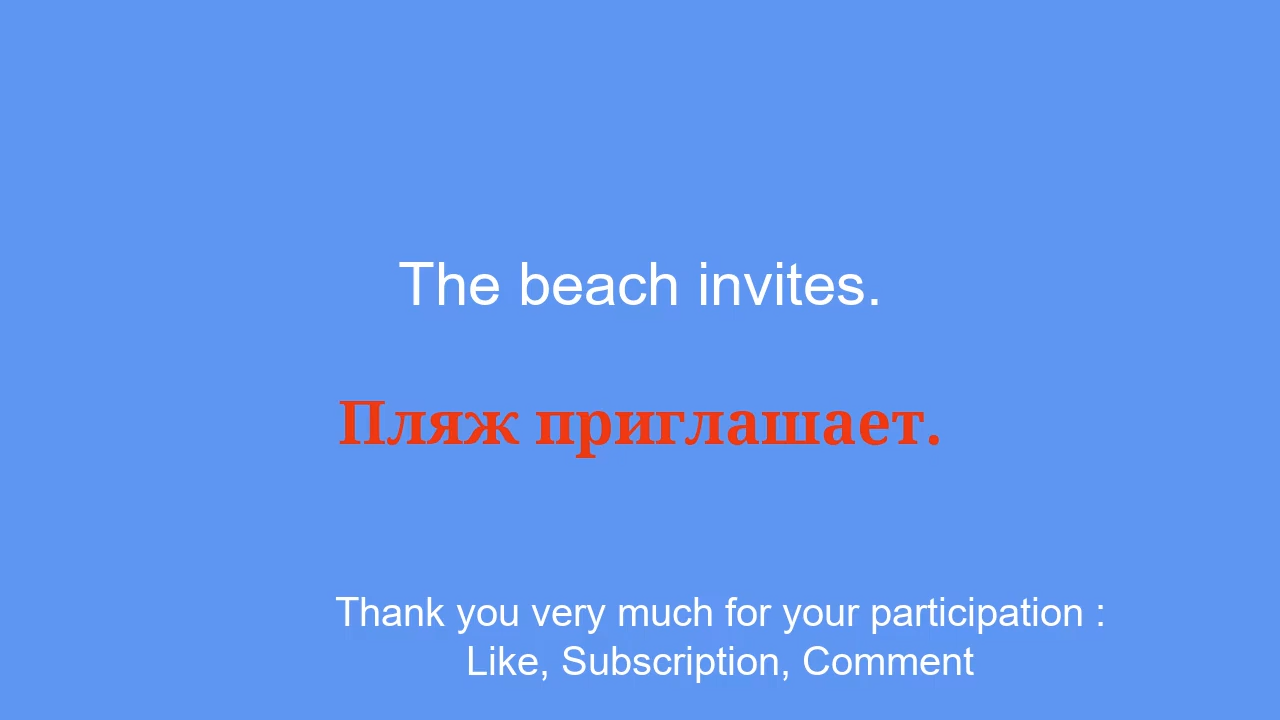 The beach invites.
Пляж приглашает.
Thank you very much for your participation :
Like, Subscription, Comment